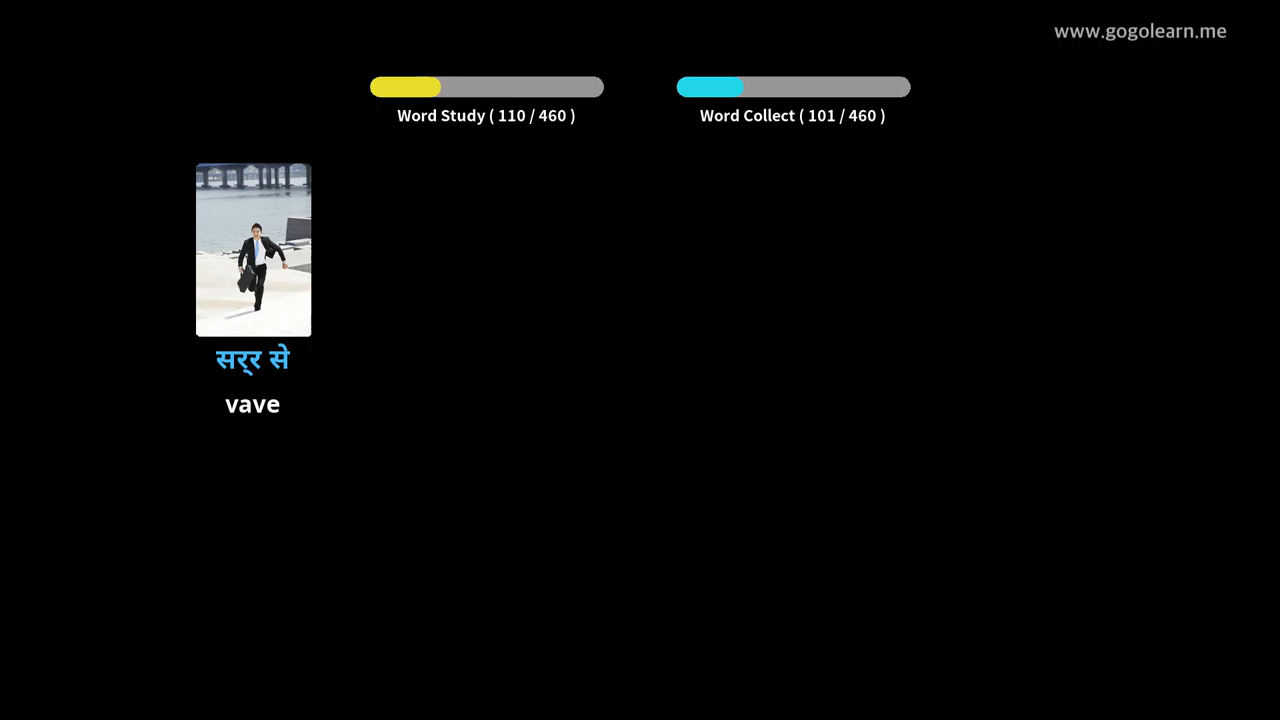 www.gogolearn.me
Word Study ( 110 / 460 )
Word Collect ( 101 / 460 )
सर्र से
vave